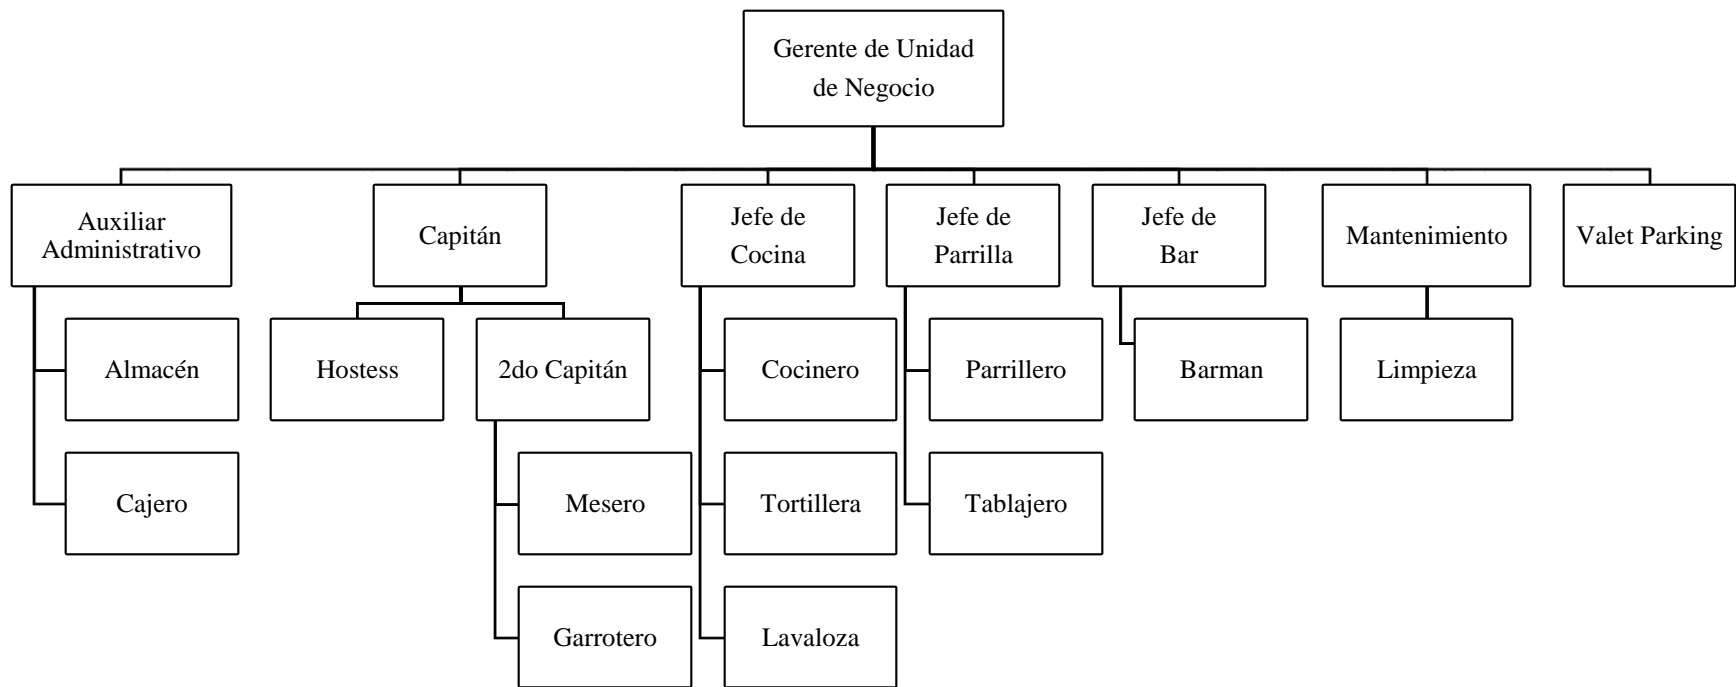 Gerente de Unidad
de Negocio
Auxiliar
Administrativo
Capitán
Jefe de
Cocina
Jefe de
Parrilla
Jefe de
Bar
Mantenimiento
Valet Parking
Almacén
Hostess
2do Capitán
Cocinero
Parrillero
Barman
Limpieza
Cajero
Mesero
Tortillera
Tablajero
Garrotero
Lavaloza